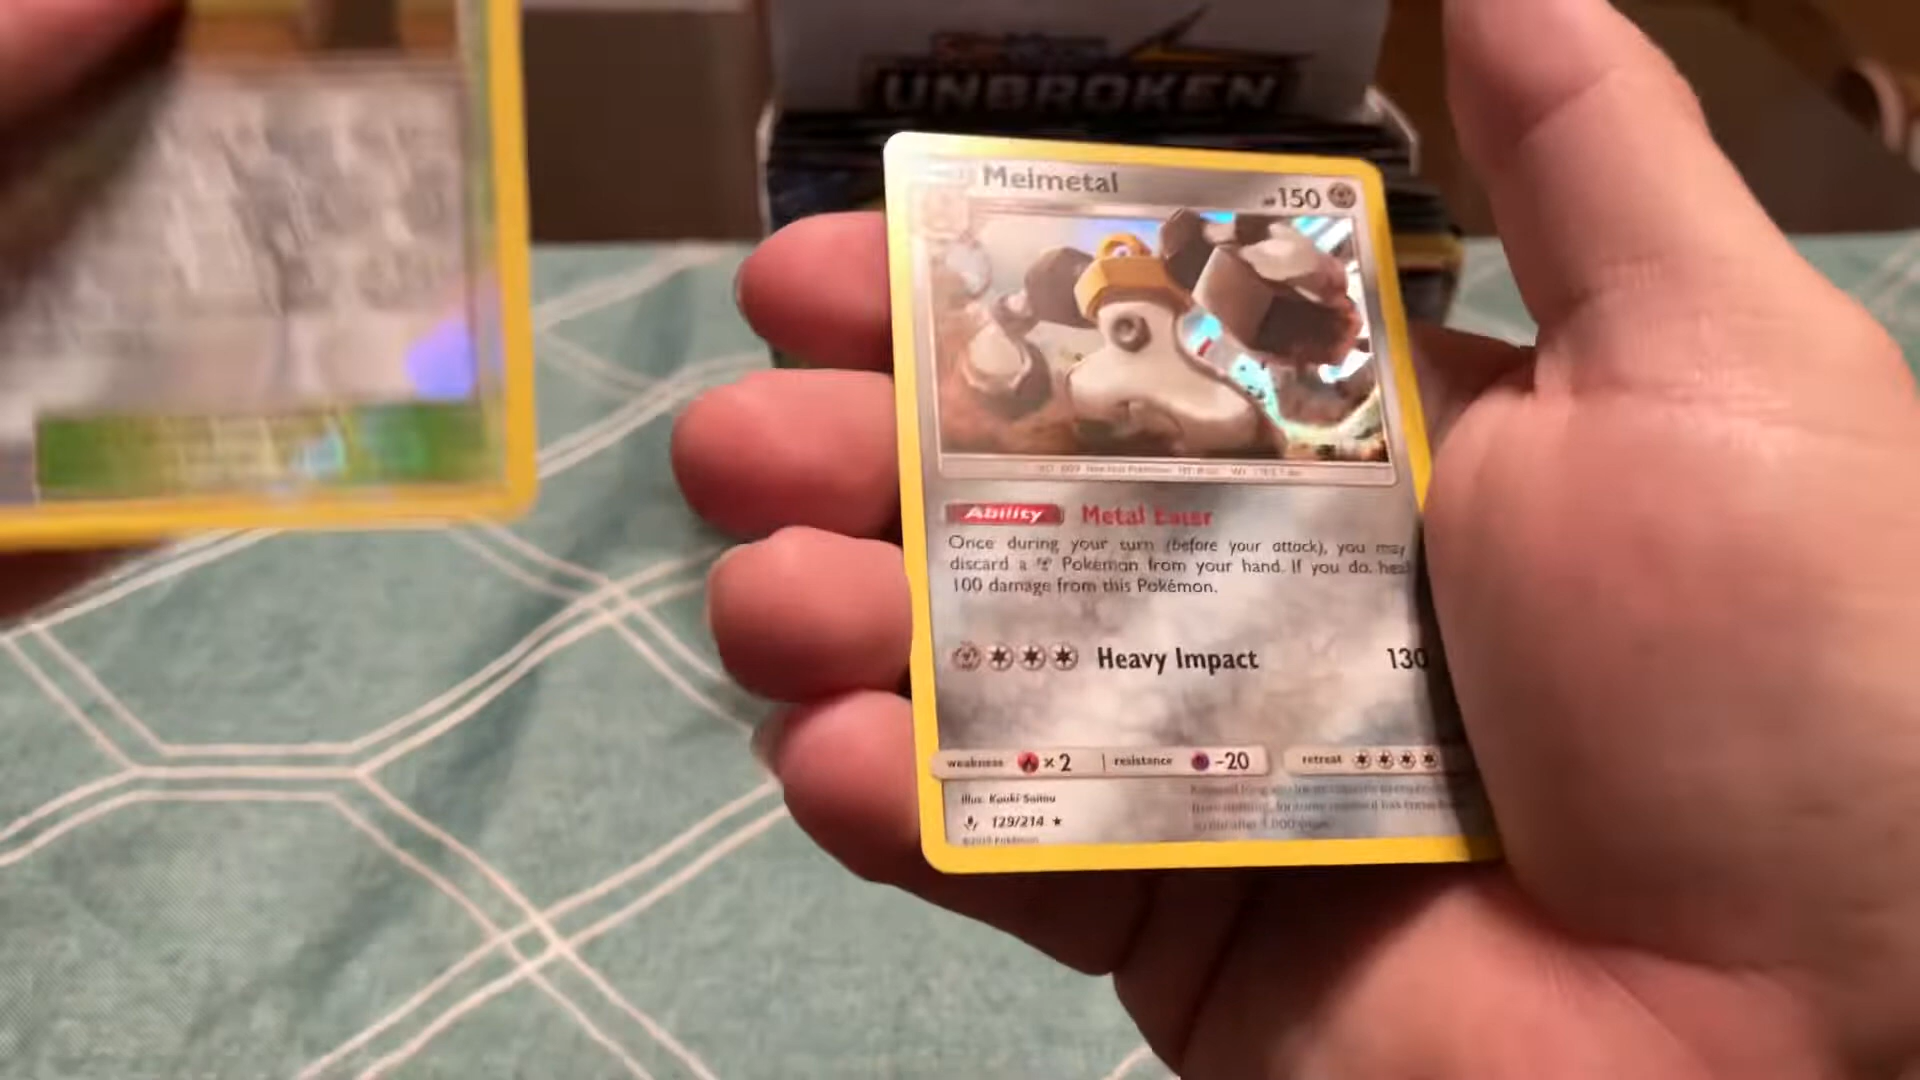 UNBROKEN
Melmetal
150
Ability Metal Eater
Once during your turn (before your attack), you may
discard a Pokémon from your hand. If you do, heal
100 damage from this Pokémon.
Heavy Impact 130
weakness ×2 resistance -20 retreat
Illus. Kouki Saitou
129/214
©2019 Pokémon